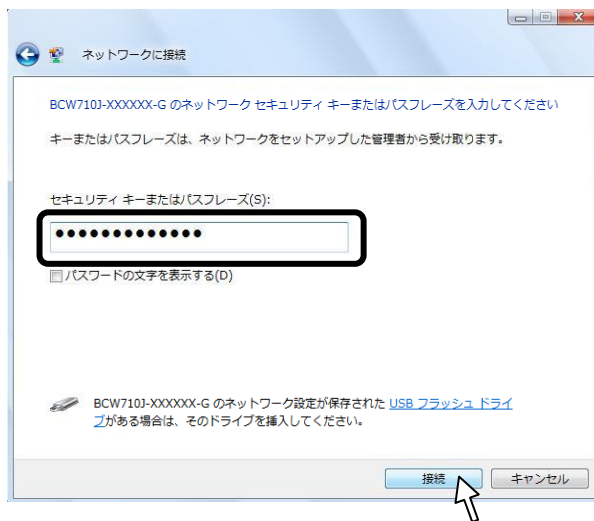 ネットワークに接続
BCW710J-XXXXXX-G のネットワーク セキュリティ キーまたはパスフレーズを入力してください
キーまたはパスフレーズは、ネットワークをセットアップした管理者から受け取ります。
セキュリティ キーまたはパスフレーズ(S):
●●●●●●●●●●●●●
パスワードの文字を表示する(D)
BCW710J-XXXXXX-G のネットワーク設定が保存された USB フラッシュ ドライ
ブがある場合は、そのドライブを挿入してください。
接続
キャンセル